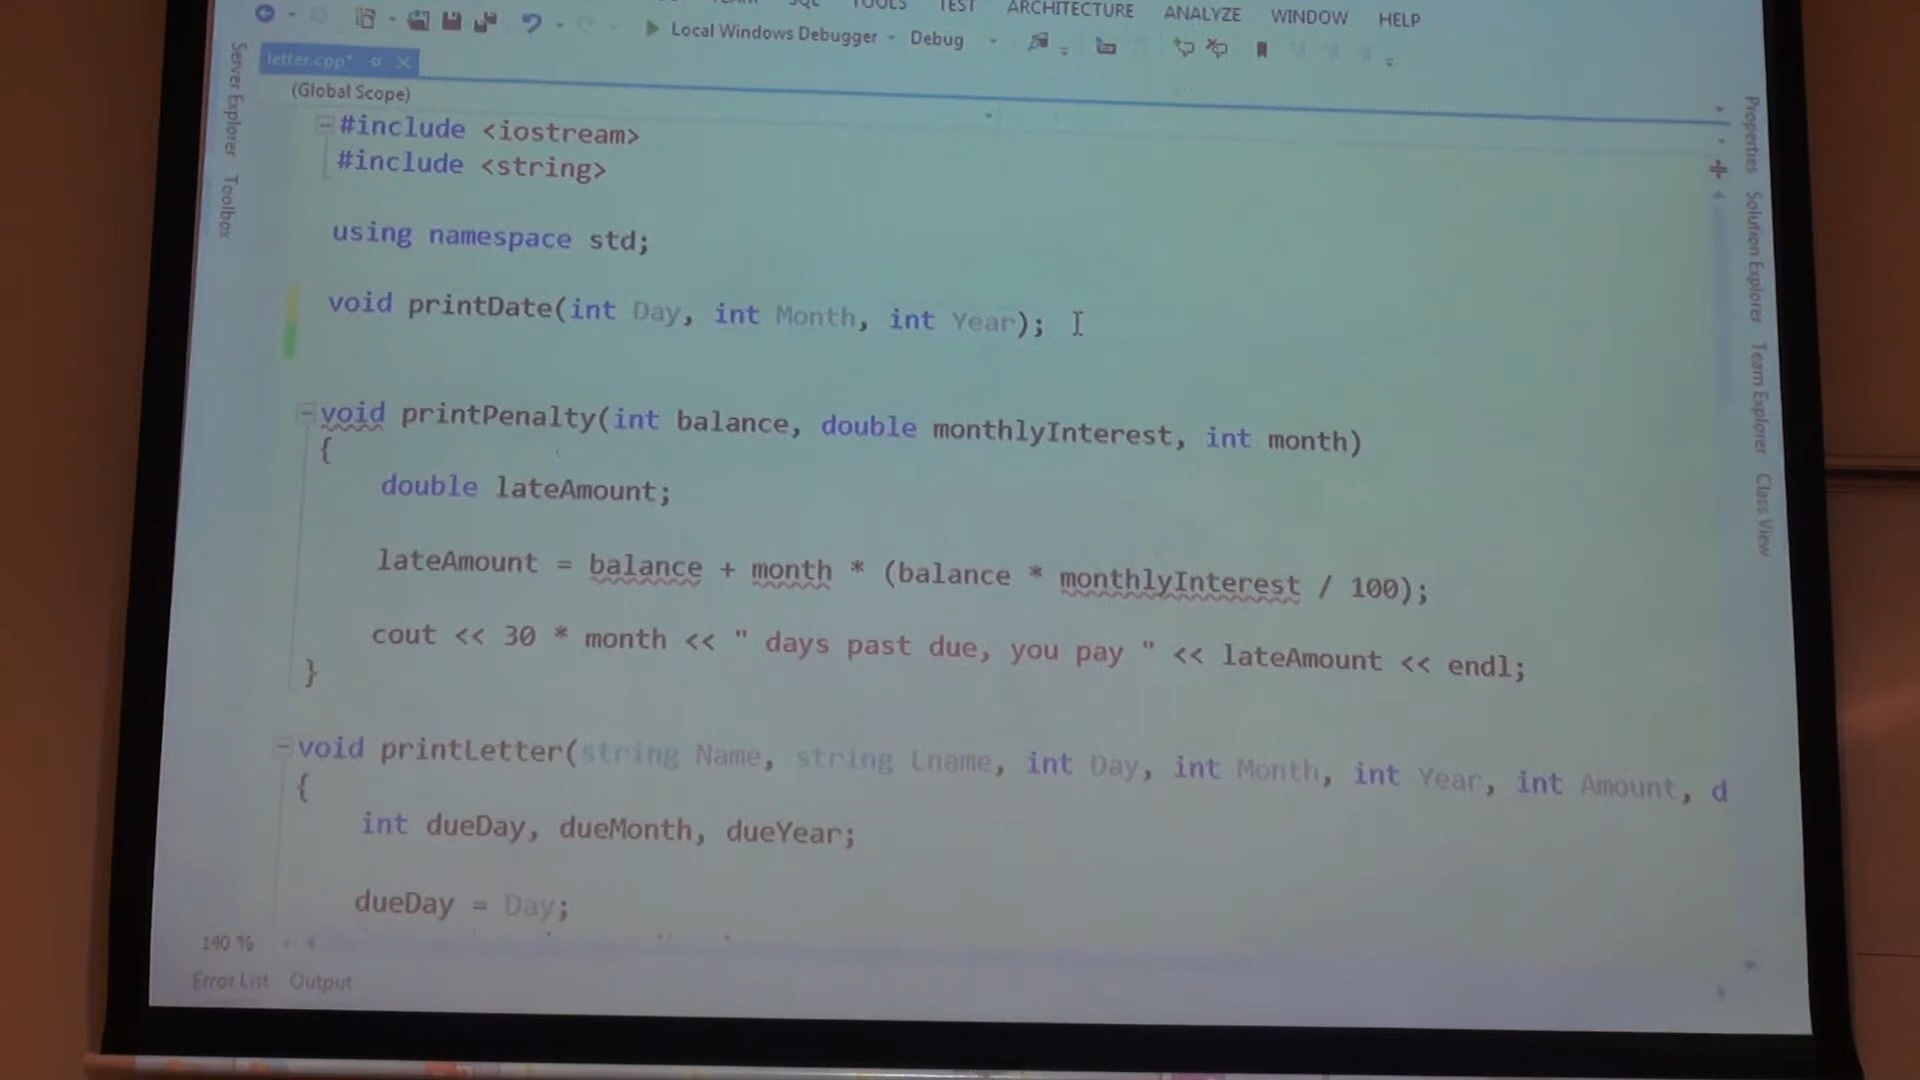 TOOLS TEST ARCHITECTURE ANALYZE WINDOW HELP
Local Windows Debugger Debug
letter.cpp*
(Global Scope)
Server Explorer
Toolbox
#include <iostream>
#include <string>
using namespace std;
void printDate(int Day, int Month, int Year);
void printPenalty(int balance, double monthlyInterest, int month)
{
double lateAmount;
lateAmount = balance + month * (balance * monthlyInterest / 100);
cout << 30 * month << " days past due, you pay " << lateAmount << endl;
}
void printLetter(string Name, string Lname, int Day, int Month, int Year, int Amount, d
{
int dueDay, dueMonth, dueYear;
dueDay = Day;
140 %
Error List Output
Properties
Solution Explorer
Team Explorer
Class View